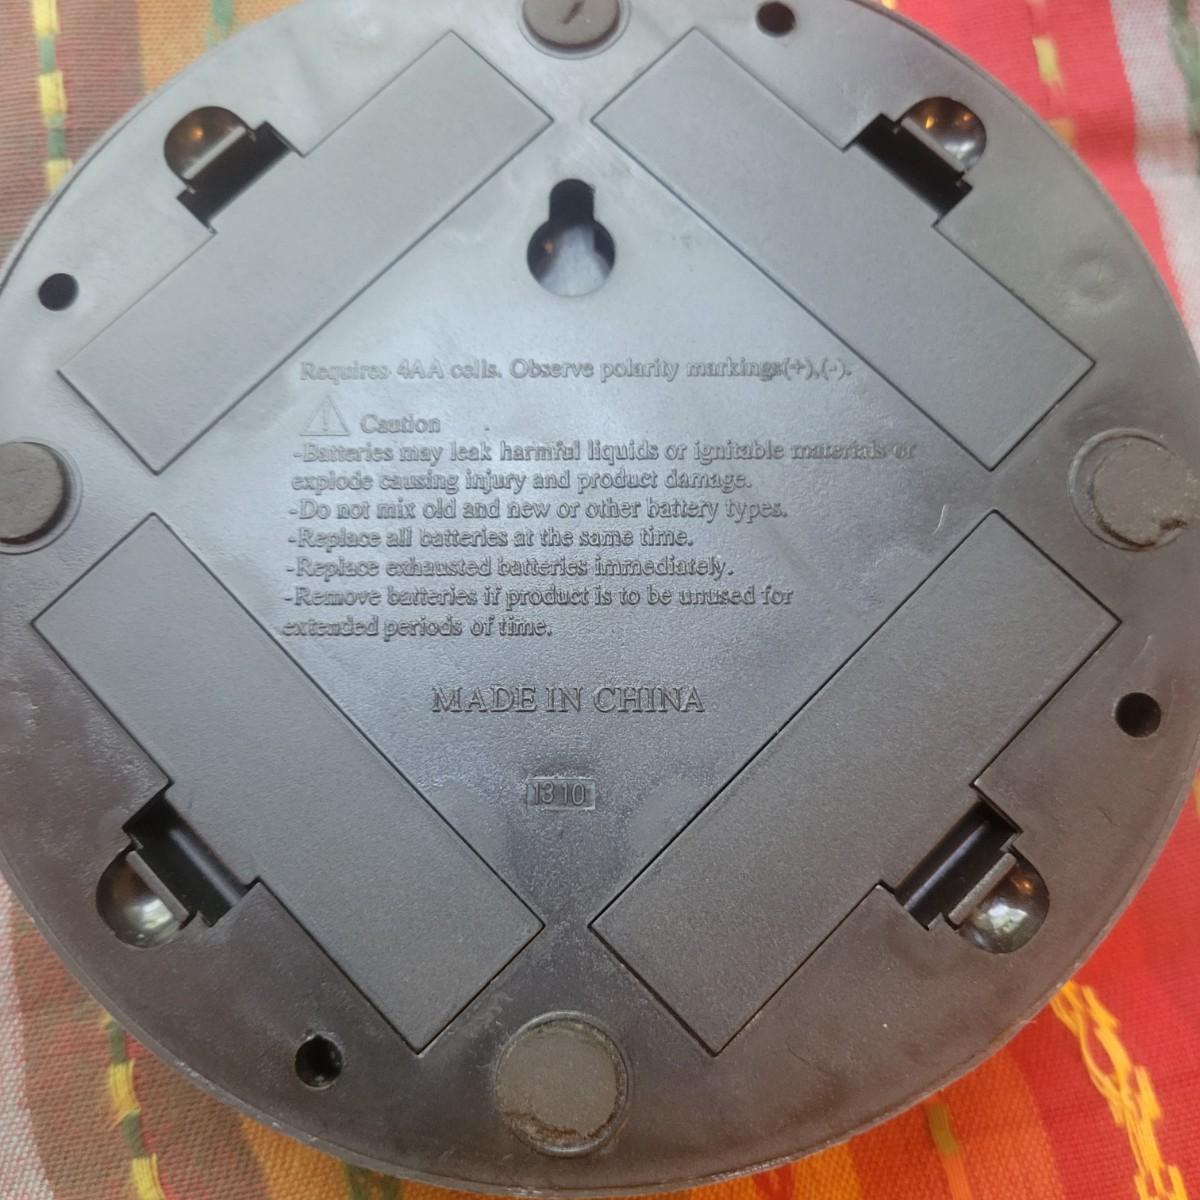 Requires 4AA cells. Observe polarity markings(+),(-).
Caution
-Batteries may leak harmful liquids or ignitable materials or
explode causing injury and product damage.
-Do not mix old and new or other battery types.
-Replace all batteries at the same time.
-Replace exhausted batteries immediately.
-Remove batteries if product is to be unused for
extended periods of time.
MADE IN CHINA
1310